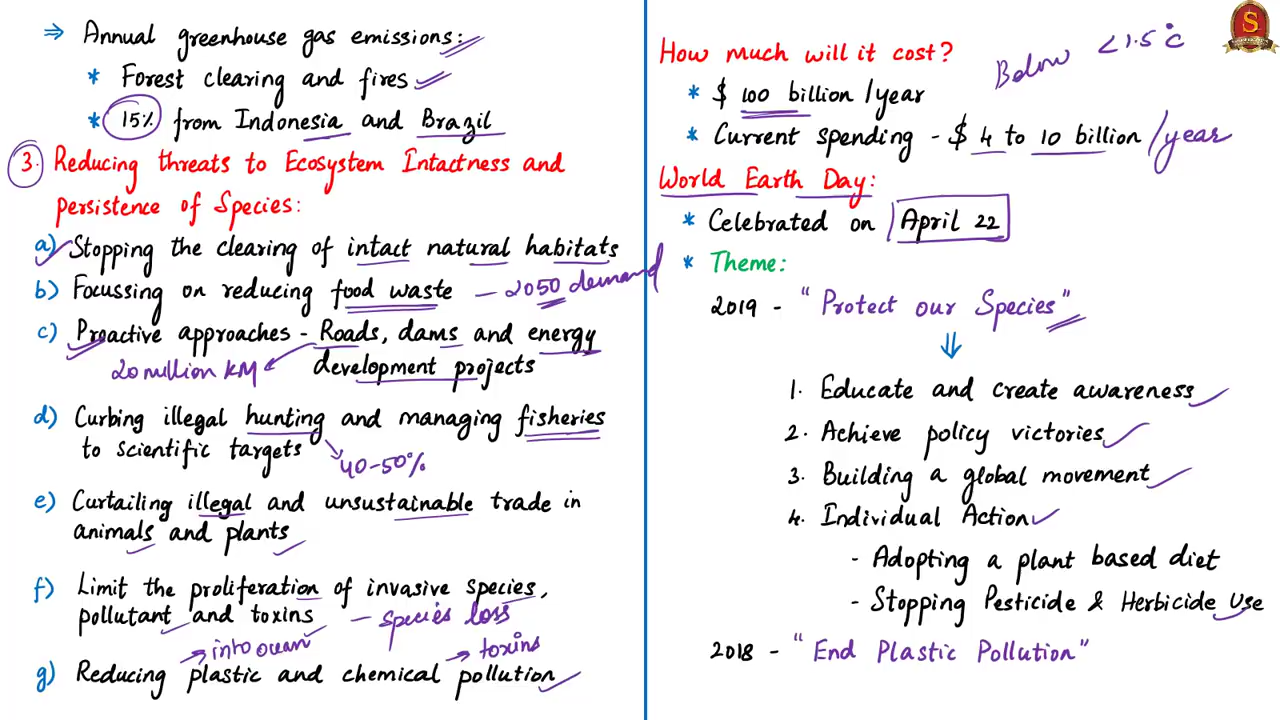 ⇒ Annual greenhouse gas emissions:
* Forest clearing and fires
* 15% from Indonesia and Brazil
3. Reducing threats to Ecosystem Intactness and
persistence of Species:
a) Stopping the clearing of intact natural habitats
b) Focussing on reducing food waste – 2050 demand
c) Proactive approaches - Roads, dams and energy
20 million KM development projects
d) Curbing illegal hunting and managing fisheries
to scientific targets
40-50%
e) Curtailing illegal and unsustainable trade in
animals and plants
f) Limit the proliferation of invasive species,
pollutant and toxins – species loss
→ into ocean → toxins
g) Reducing plastic and chemical pollution
S
How much will it cost?
Below <1.5°C
* $ 100 billion /year
* Current spending - $ 4 to 10 billion /year
World Earth Day:
* Celebrated on April 22
* Theme:
2019 - "Protect our Species"
⇓
1. Educate and create awareness
2. Achieve policy victories
3. Building a global movement
4. Individual Action
- Adopting a plant based diet
- Stopping Pesticide & Herbicide Use
2018 - "End Plastic Pollution"